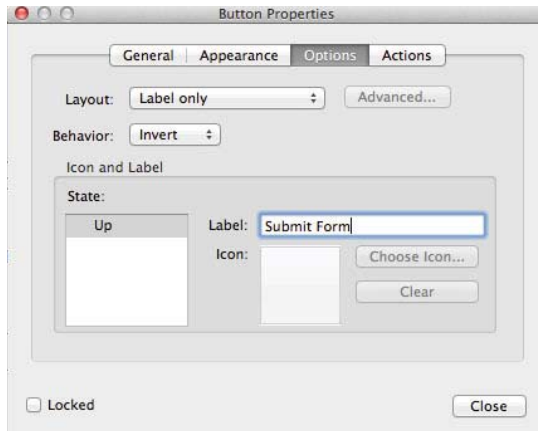 Button Properties
General Appearance Options Actions
Layout: Label only Advanced...
Behavior: Invert
Icon and Label
State:
Up Label: Submit Form
Icon: Choose Icon...
Clear
Locked Close